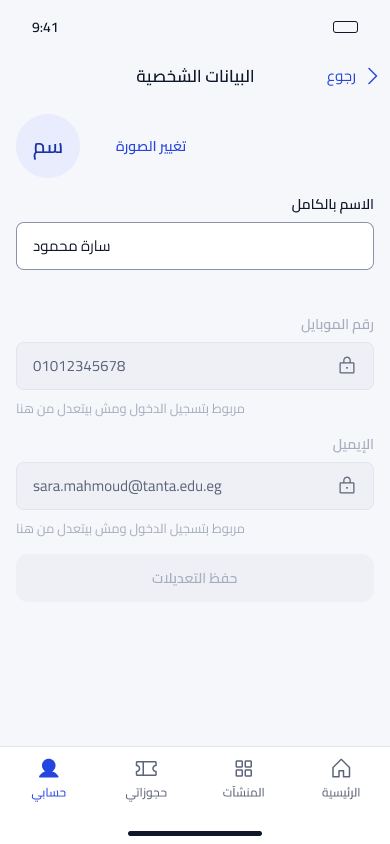 9:41
رجوع
البيانات الشخصية
سم
تغيير الصورة
الاسم بالكامل
سارة محمود
رقم الموبايل
01012345678
مربوط بتسجيل الدخول ومش بيتعدل من هنا
الإيميل
sara.mahmoud@tanta.edu.eg
مربوط بتسجيل الدخول ومش بيتعدل من هنا
حفظ التعديلات
الرئيسية
المنشآت
حجوزاتي
حسابي